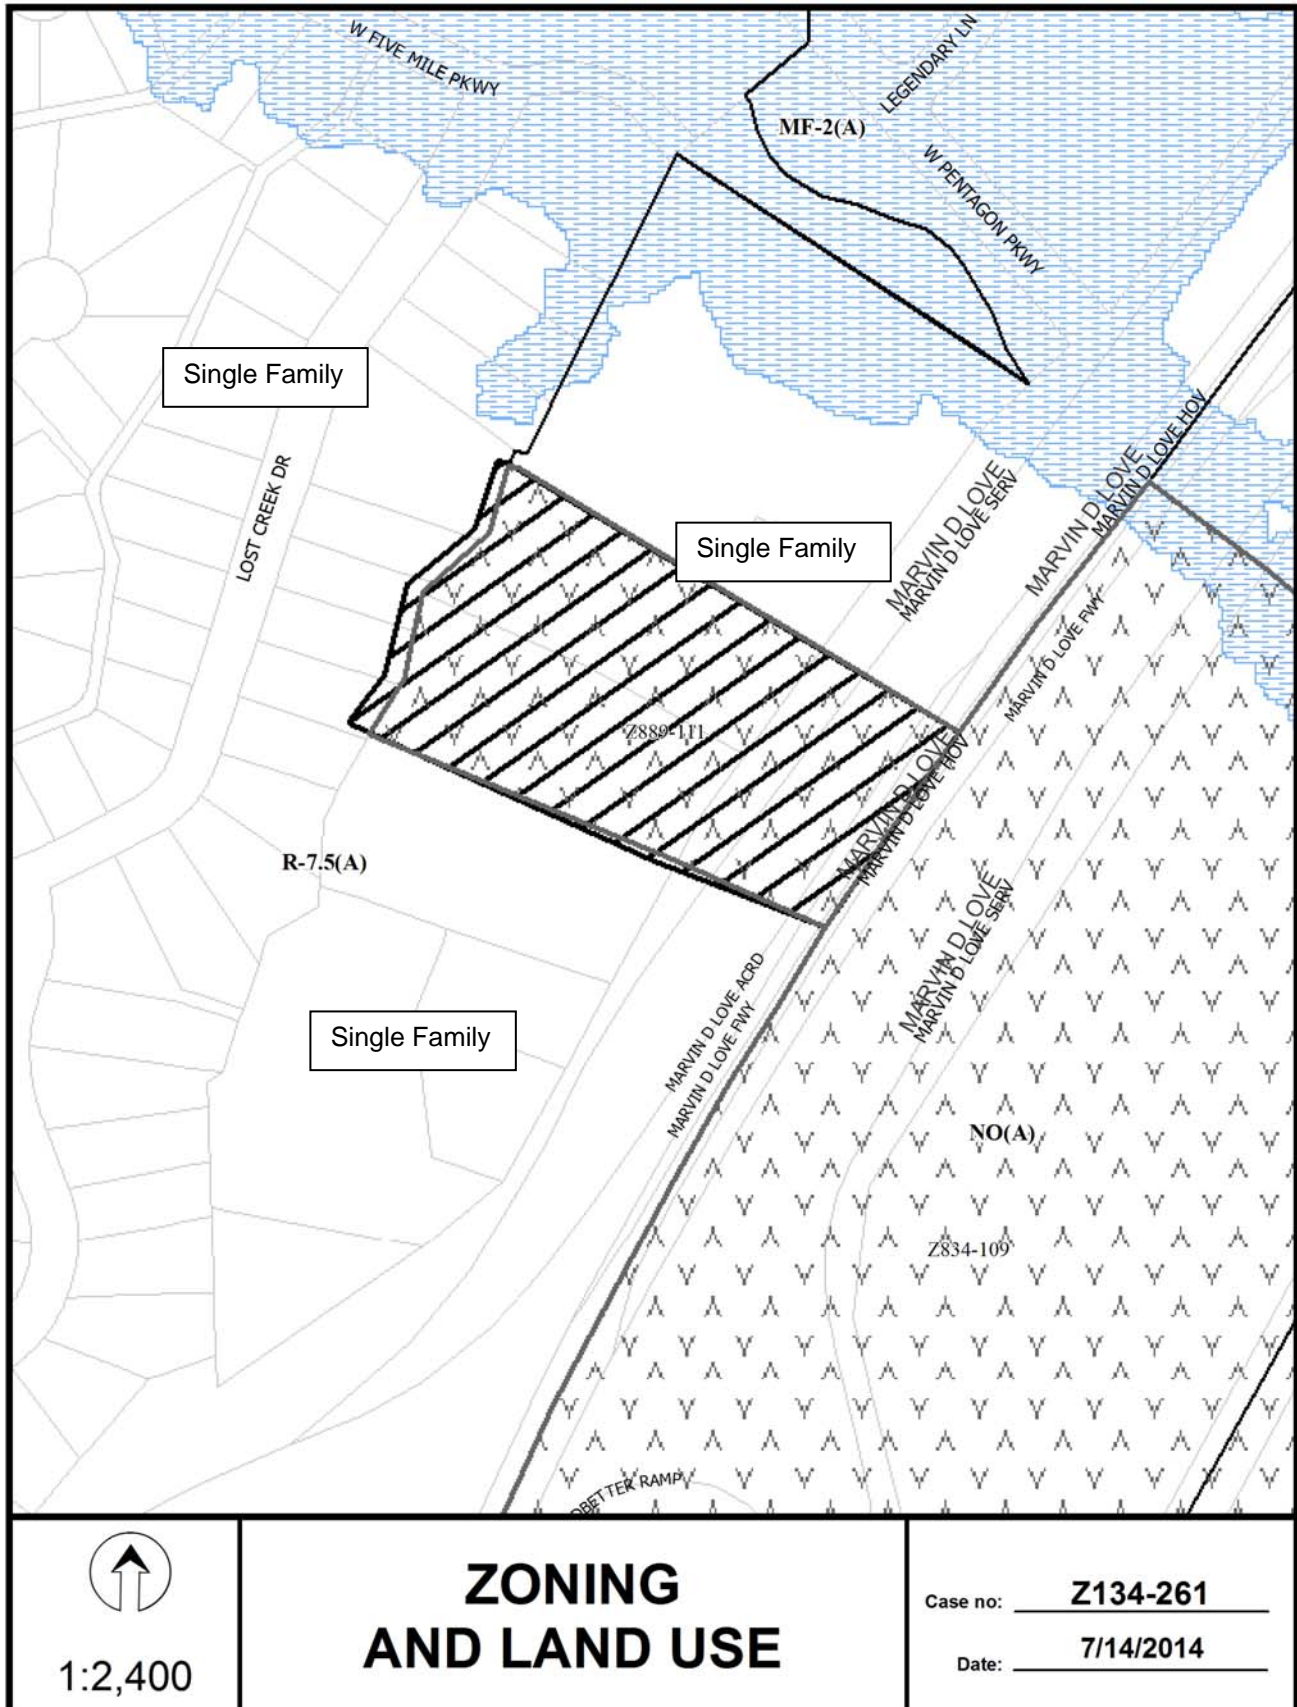 W FIVE MILE PKWY
LEGENDARY LN
MF-2(A)
W PENTAGON PKWY
Single Family
LOST CREEK DR
Single Family
MARVIN D LOVE
MARVIN D LOVE SERV
MARVIN D LOVE
MARVIN D LOVE HOV
MARVIN D LOVE FWY
Z889-111
MARVIN D LOVE
MARVIN D LOVE HOV
R-7.5(A)
MARVIN D LOVE
MARVIN D LOVE SERV
MARVIN D LOVE ACRD
MARVIN D LOVE FWY
Single Family
NO(A)
Z834-109
DBETTER RAMP
1:2,400
ZONING
AND LAND USE
Case no: Z134-261
Date: 7/14/2014